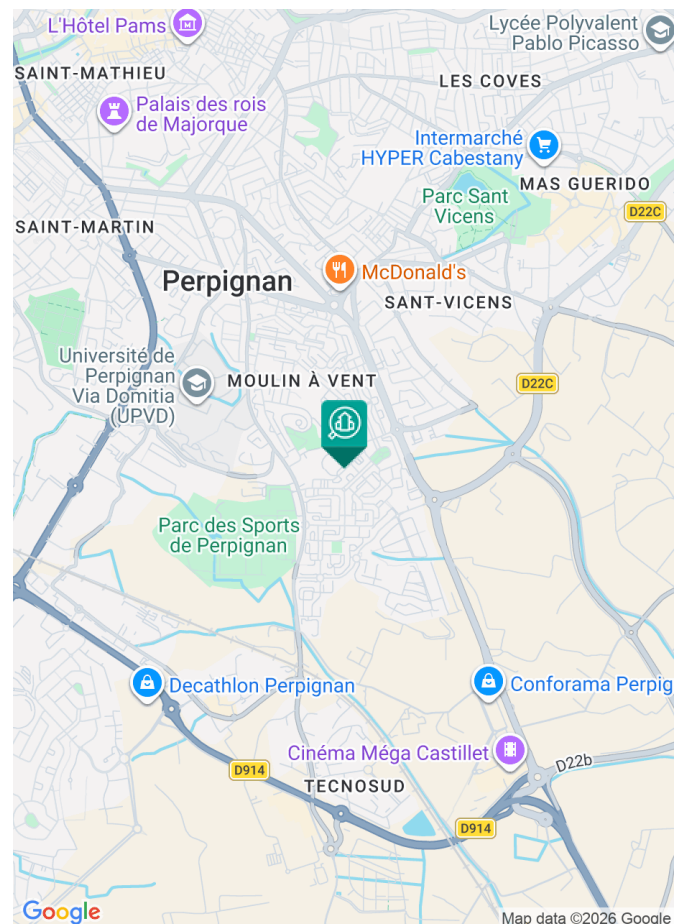 L'Hôtel Pams
Lycée Polyvalent
Pablo Picasso
SAINT-MATHIEU
LES COVES
Palais des rois
de Majorque
Intermarché
HYPER Cabestany
MAS GUERIDO
Parc Sant
Vicens
D22C
SAINT-MARTIN
Perpignan
McDonald's
SANT-VICENS
Université de
Perpignan
Via Domitia
(UPVD)
MOULIN À VENT
D22C
Parc des Sports
de Perpignan
Decathlon Perpignan
Conforama Perpig
Cinéma Méga Castillet
D22b
D914
TECNOSUD
D914
Google
Map data ©2026 Google